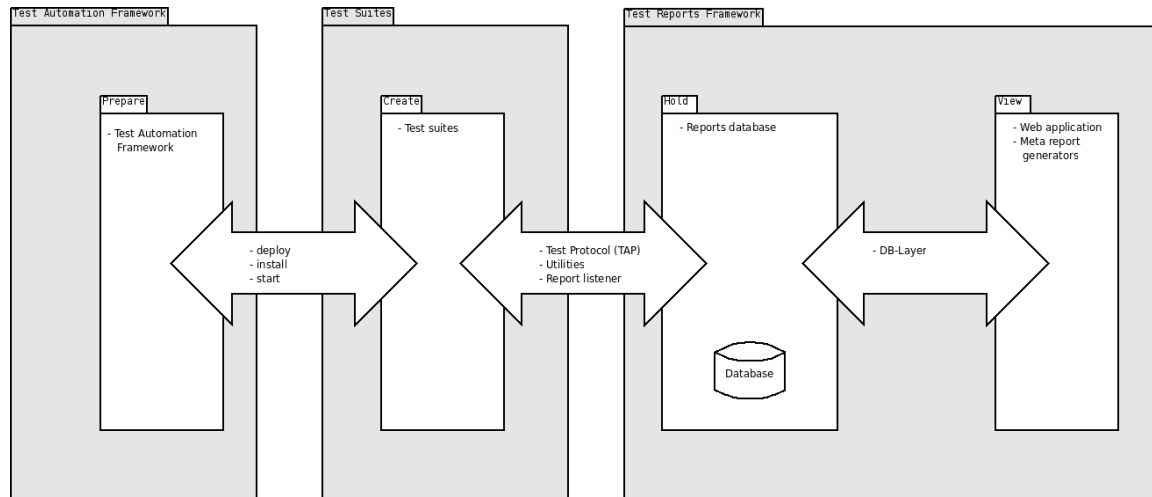 Test Automation Framework
Test Suites
Test Reports Framework
Prepare
- Test Automation
Framework
Create
- Test suites
Hold
- Reports database
View
- Web application
- Meta report
generators
- deploy
- install
- start
- Test Protocol (TAP)
- Utilities
- Report listener
- DB-Layer
Database